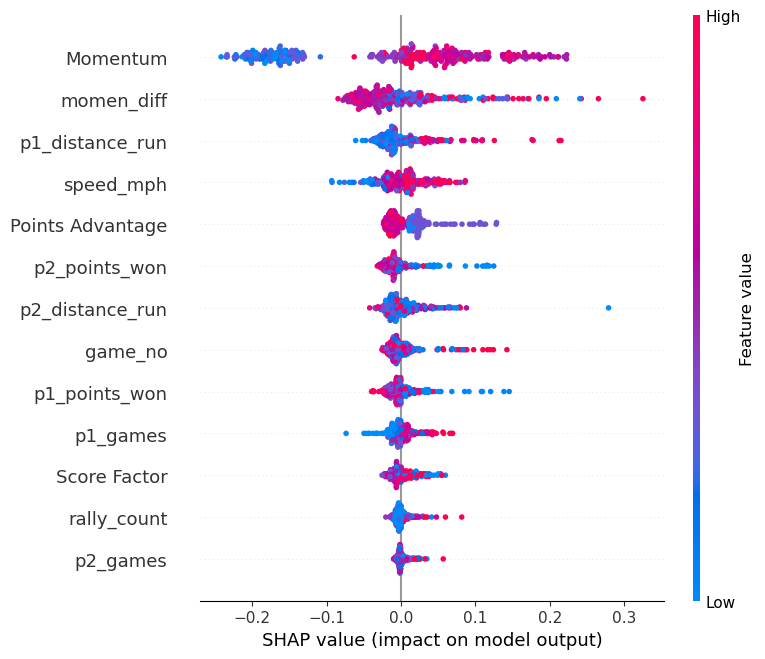 High
Momentum
momen_diff
p1_distance_run
speed_mph
Points Advantage
p2_points_won
p2_distance_run
game_no
p1_points_won
p1_games
Score Factor
rally_count
p2_games
Feature value
Low
−0.2 −0.1 0.0 0.1 0.2 0.3
SHAP value (impact on model output)